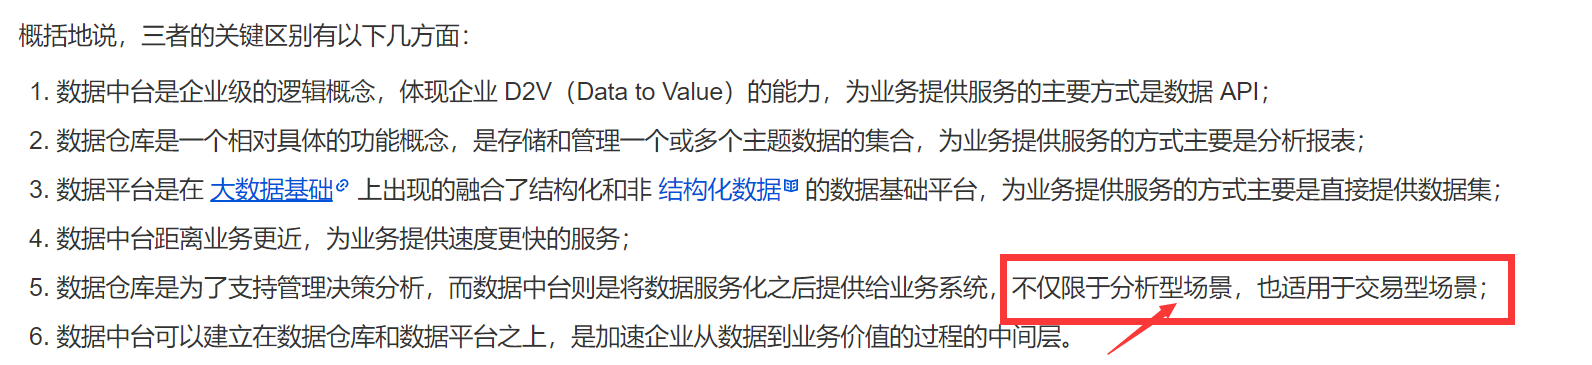 概括地说，三者的关键区别有以下几方面：
1. 数据中台是企业级的逻辑概念，体现企业 D2V（Data to Value）的能力，为业务提供服务的主要方式是数据 API；
2. 数据仓库是一个相对具体的功能概念，是存储和管理一个或多个主题数据的集合，为业务提供服务的方式主要是分析报表；
3. 数据平台是在 大数据基础 上出现的融合了结构化和非 结构化数据 的数据基础平台，为业务提供服务的方式主要是直接提供数据集；
4. 数据中台距离业务更近，为业务提供速度更快的服务；
5. 数据仓库是为了支持管理决策分析，而数据中台则是将数据服务化之后提供给业务系统，不仅限于分析型场景，也适用于交易型场景；
6. 数据中台可以建立在数据仓库和数据平台之上，是加速企业从数据到业务价值的过程的中间层。